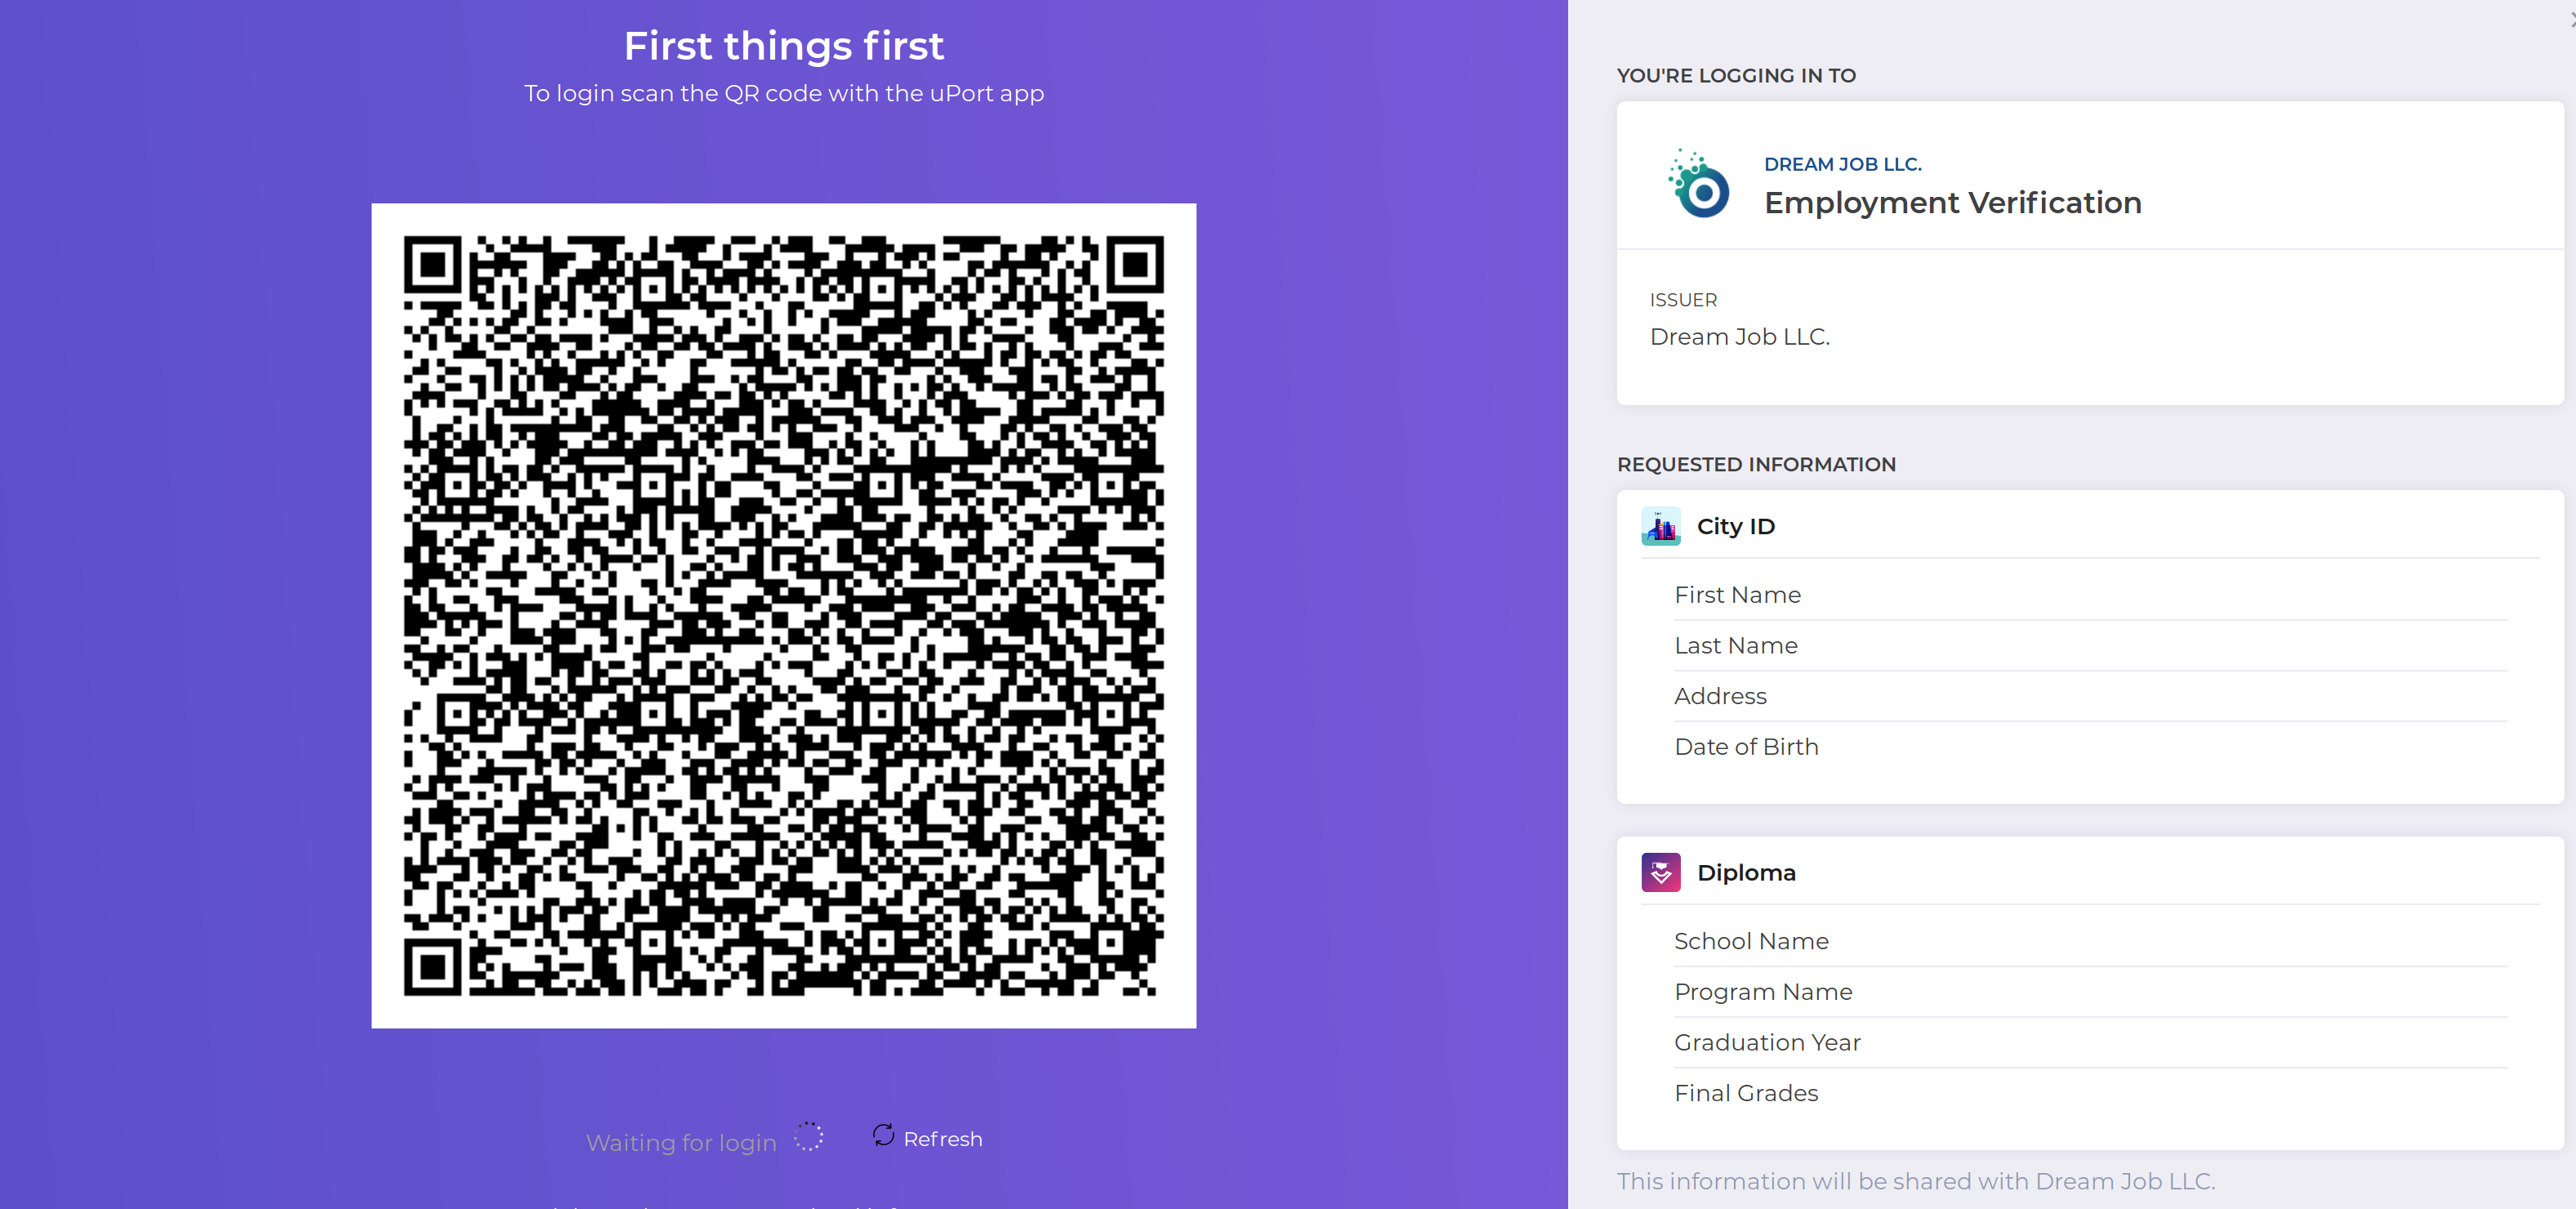 First things first
To login scan the QR code with the uPort app
Waiting for login
Refresh
YOU'RE LOGGING IN TO
DREAM JOB LLC.
Employment Verification
ISSUER
Dream Job LLC.
REQUESTED INFORMATION
City ID
First Name
Last Name
Address
Date of Birth
Diploma
School Name
Program Name
Graduation Year
Final Grades
This information will be shared with Dream Job LLC.